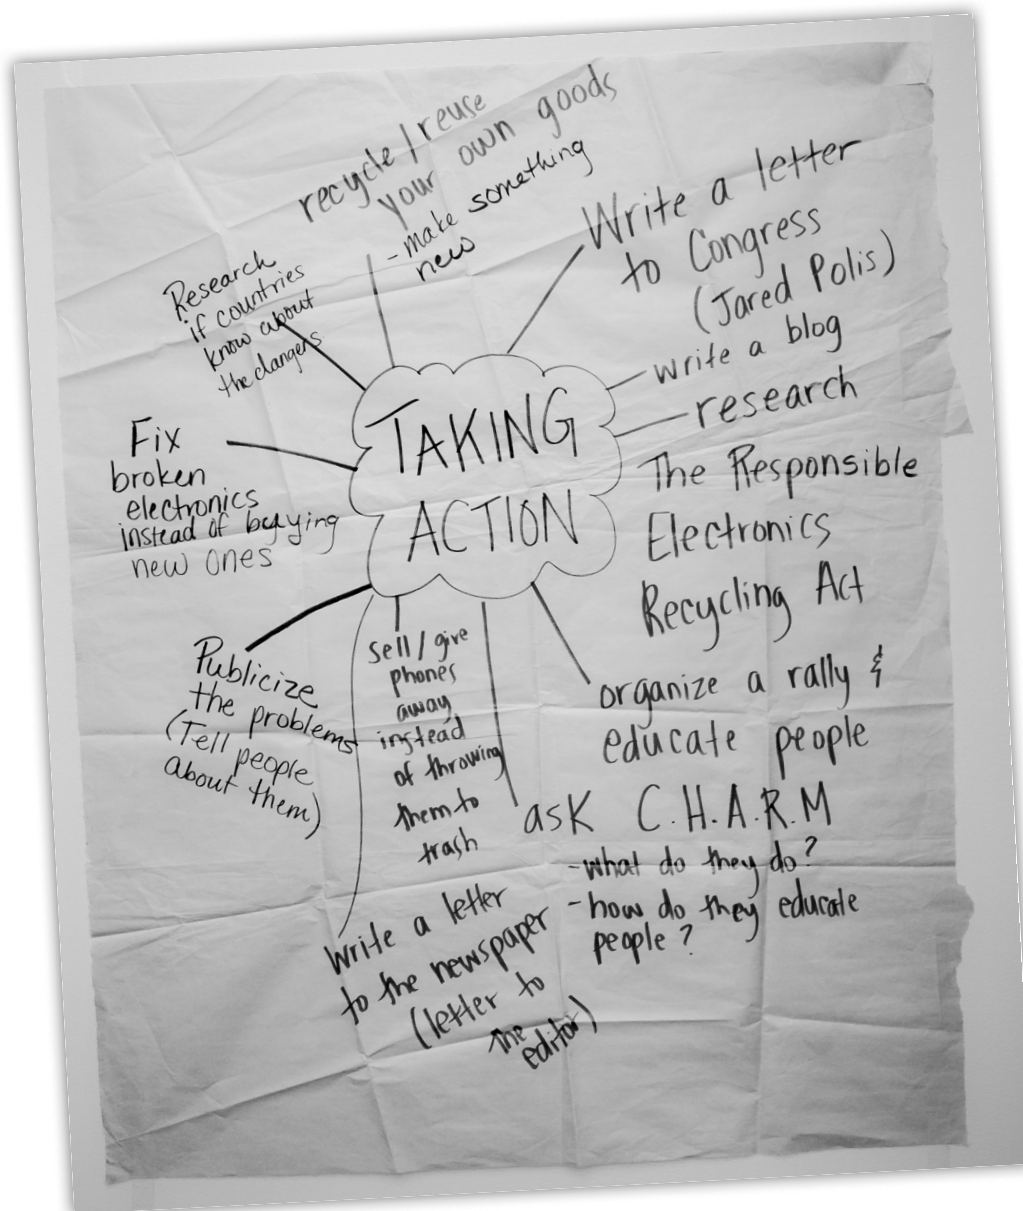 TAKING
ACTION
recycle/reuse
your own goods
-make something
new
Write a letter
to Congress
(Jared Polis)
write a blog
research
The Responsible
Electronics
Recycling Act
organize a rally &
educate people
ask C.H.A.R.M
-what do they do?
-how do they educate
people?
Sell/give
phones
away
instead
of throwing
them to
trash
Write a letter
to the newspaper
(letter to
the
editor)
Publicize
the problems
(Tell people
about them)
Fix
broken
electronics
instead of buying
new ones
Research
if countries
know about
the dangers